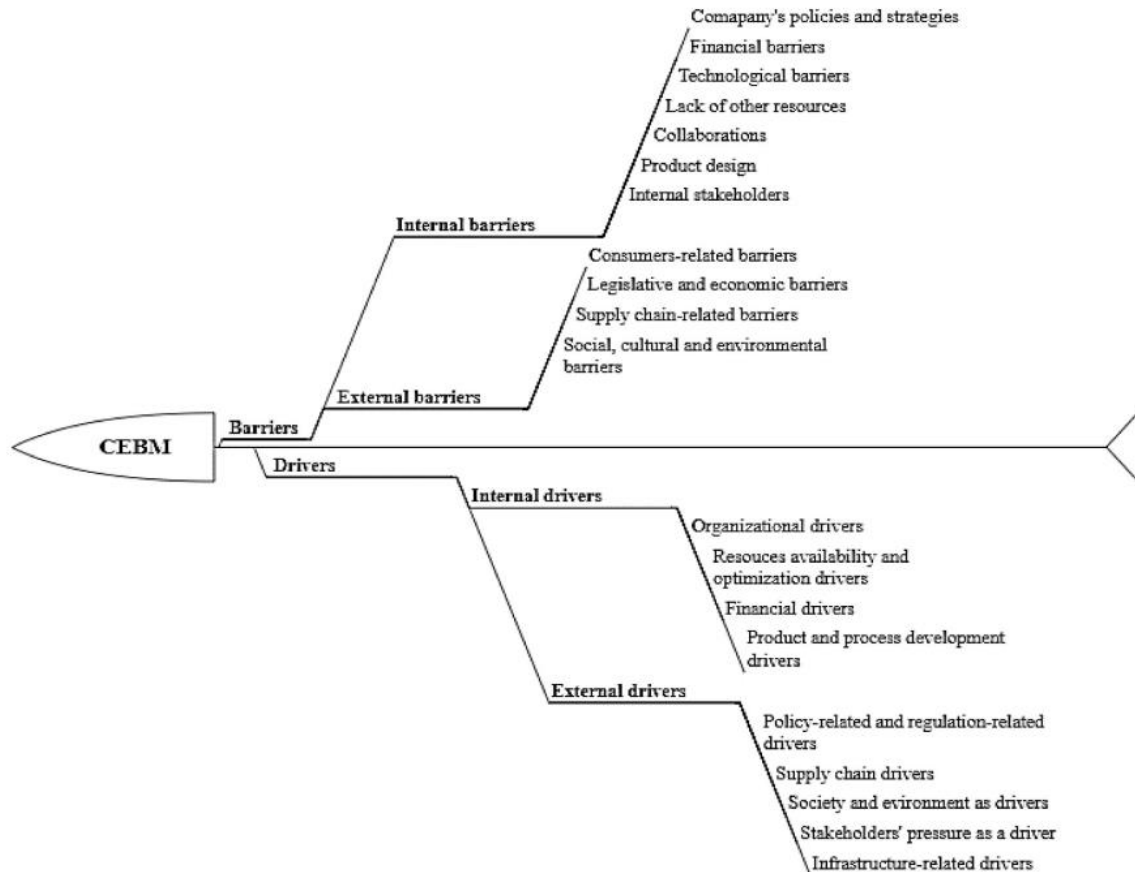 Comapany's policies and strategies
Financial barriers
Technological barriers
Lack of other resources
Collaborations
Product design
Internal stakeholders
Internal barriers
Consumers-related barriers
Legislative and economic barriers
Supply chain-related barriers
Social, cultural and environmental
barriers
External barriers
Barriers
CEBM
Drivers
Internal drivers
Organizational drivers
Resouces availability and
optimization drivers
Financial drivers
Product and process development
drivers
External drivers
Policy-related and regulation-related
drivers
Supply chain drivers
Society and evironment as drivers
Stakeholders' pressure as a driver
Infrastructure-related drivers